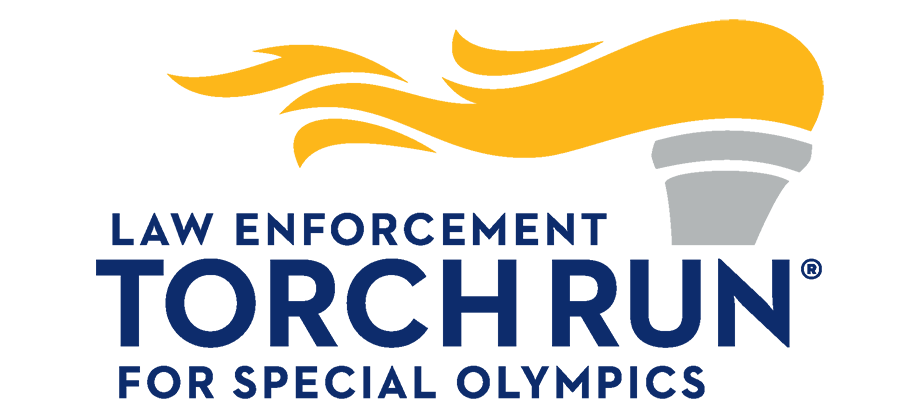 LAW ENFORCEMENT
TORCH RUN®
FOR SPECIAL OLYMPICS